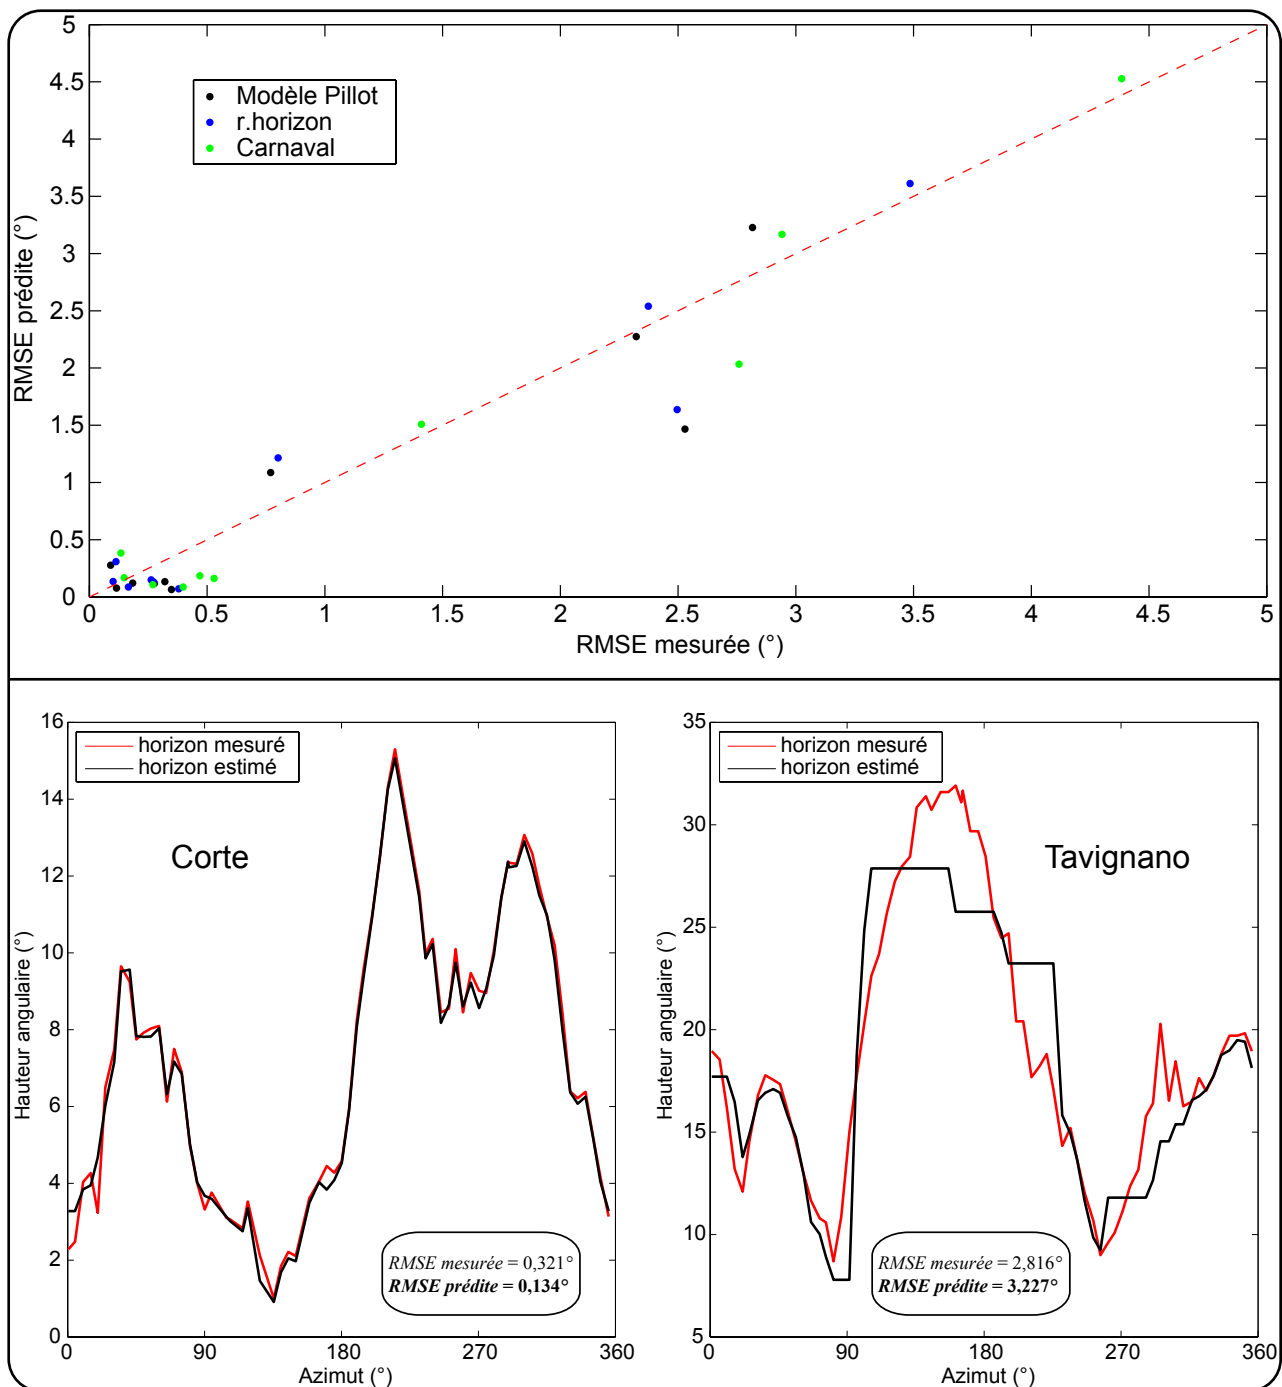 5
4.5
4
3.5
3
2.5
2
1.5
1
0.5
0
RMSE prédite (°)
Modèle Pillot
r.horizon
Carnaval
0 0.5 1 1.5 2 2.5 3 3.5 4 4.5 5
RMSE mesurée (°)
16
14
12
10
8
6
4
2
0
Hauteur angulaire (°)
horizon mesuré
horizon estimé
Corte
RMSE mesurée = 0,321°
RMSE prédite = 0,134°
0 90 180 270 360
Azimut (°)
35
30
25
20
15
10
5
Hauteur angulaire (°)
horizon mesuré
horizon estimé
Tavignano
RMSE mesurée = 2,816°
RMSE prédite = 3,227°
0 90 180 270 360
Azimut (°)